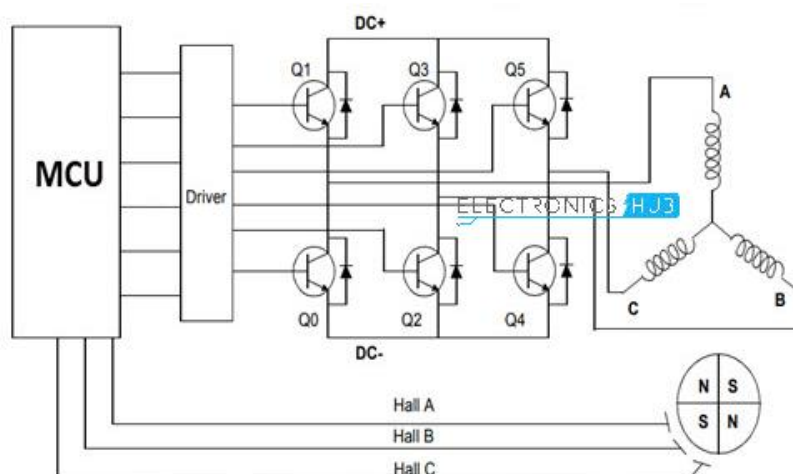 DC+
Q1
Q3
Q5
A
MCU
Driver
ELECTRONICS HUB
Q0
Q2
Q4
C
B
DC-
N S
S N
Hall A
Hall B
Hall C